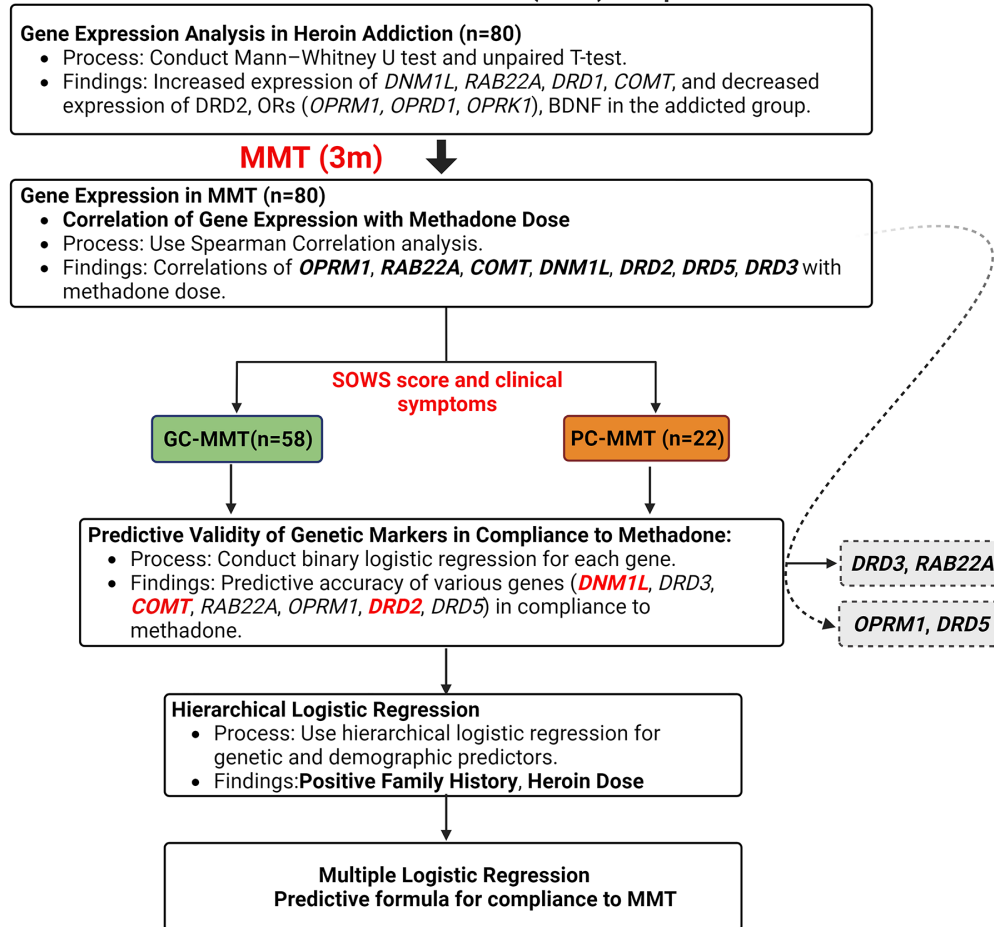 Gene Expression Analysis in Heroin Addiction (n=80)
• Process: Conduct Mann–Whitney U test and unpaired T-test.
• Findings: Increased expression of DNM1L, RAB22A, DRD1, COMT, and decreased
expression of DRD2, ORs (OPRM1, OPRD1, OPRK1), BDNF in the addicted group.
MMT (3m)
Gene Expression in MMT (n=80)
• Correlation of Gene Expression with Methadone Dose
• Process: Use Spearman Correlation analysis.
• Findings: Correlations of OPRM1, RAB22A, COMT, DNM1L, DRD2, DRD5, DRD3 with
methadone dose.
SOWS score and clinical
symptoms
GC-MMT(n=58)
PC-MMT (n=22)
Predictive Validity of Genetic Markers in Compliance to Methadone:
• Process: Conduct binary logistic regression for each gene.
• Findings: Predictive accuracy of various genes (DNM1L, DRD3,
COMT, RAB22A, OPRM1, DRD2, DRD5) in compliance to
methadone.
DRD3, RAB22A
OPRM1, DRD5
Hierarchical Logistic Regression
• Process: Use hierarchical logistic regression for
genetic and demographic predictors.
• Findings:Positive Family History, Heroin Dose
Multiple Logistic Regression
Predictive formula for compliance to MMT